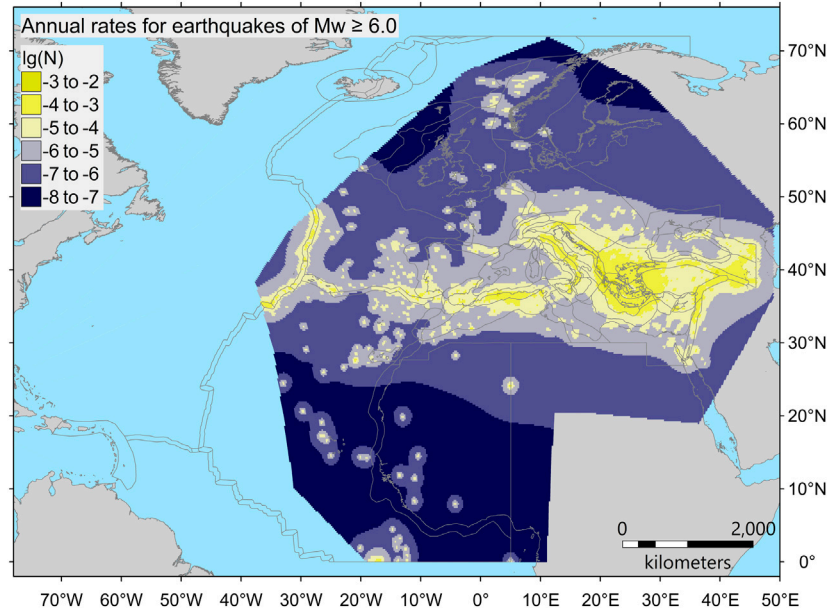 Annual rates for earthquakes of Mw ≥ 6.0
lg(N)
-3 to -2
-4 to -3
-5 to -4
-6 to -5
-7 to -6
-8 to -7
70°N
60°N
50°N
40°N
30°N
20°N
10°N
0°
0 2,000
kilometers
70°W 60°W 50°W 40°W 30°W 20°W 10°W 0° 10°E 20°E 30°E 40°E 50°E